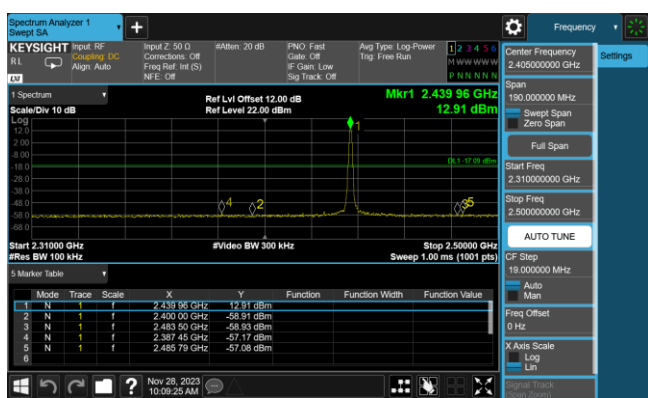 Spectrum Analyzer 1
Swept SA
Frequency
KEYSIGHT
RL
LXI
Input: RF
Coupling: DC
Align: Auto
Input Z: 50 Ω
Corrections: Off
Freq Ref: Int (S)
NFE: Off
#Atten: 20 dB
PNO: Fast
Gate: Off
IF Gain: Low
Sig Track: Off
Avg Type: Log-Power
Trig: Free Run
1 2 3 4 5 6
M W W W W W
P N N N N N
Center Frequency
2.405000000 GHz
Settings
Span
190.000000 MHz
Swept Span
Zero Span
Full Span
Start Freq
2.310000000 GHz
Stop Freq
2.500000000 GHz
AUTO TUNE
CF Step
19.000000 MHz
Auto
Man
Freq Offset
0 Hz
X Axis Scale
Log
Lin
Signal Track
(Span Zoom)
1 Spectrum
Scale/Div 10 dB
Log
Ref Lvl Offset 12.00 dB
Ref Level 22.00 dBm
Mkr1 2.439 96 GHz
12.91 dBm
12.0
2.00
-8.00
-18.0
-28.0
-38.0
-48.0
-58.0
-68.0
1
DL1 -17.09 dBm
4
2
3
5
Start 2.31000 GHz
#Video BW 300 kHz
Stop 2.50000 GHz
#Res BW 100 kHz
Sweep 1.00 ms (1001 pts)
5 Marker Table
Mode Trace Scale X Y Function Function Width Function Value
1 N 1 f 2.439 96 GHz 12.91 dBm
2 N 1 f 2.400 00 GHz -58.91 dBm
3 N 1 f 2.483 50 GHz -58.93 dBm
4 N 1 f 2.387 45 GHz -57.17 dBm
5 N 1 f 2.485 79 GHz -57.08 dBm
6
?
Nov 28, 2023
10:09:25 AM